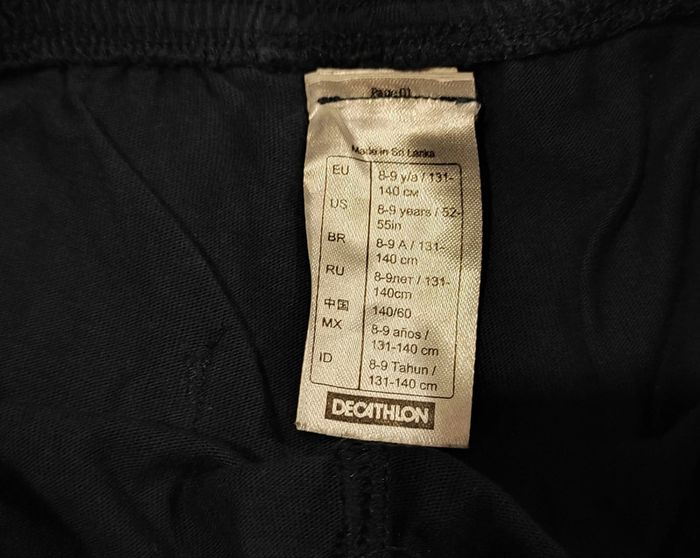 Page:01
Made in Sri Lanka
EU 8-9 y/a / 131-
140 см
US 8-9 years / 52-
55in
BR 8-9 A / 131-
140 cm
RU 8-9лет / 131-
140cm
中国 140/60
MX 8-9 años /
131-140 cm
ID 8-9 Tahun /
131-140 cm
DECATHLON